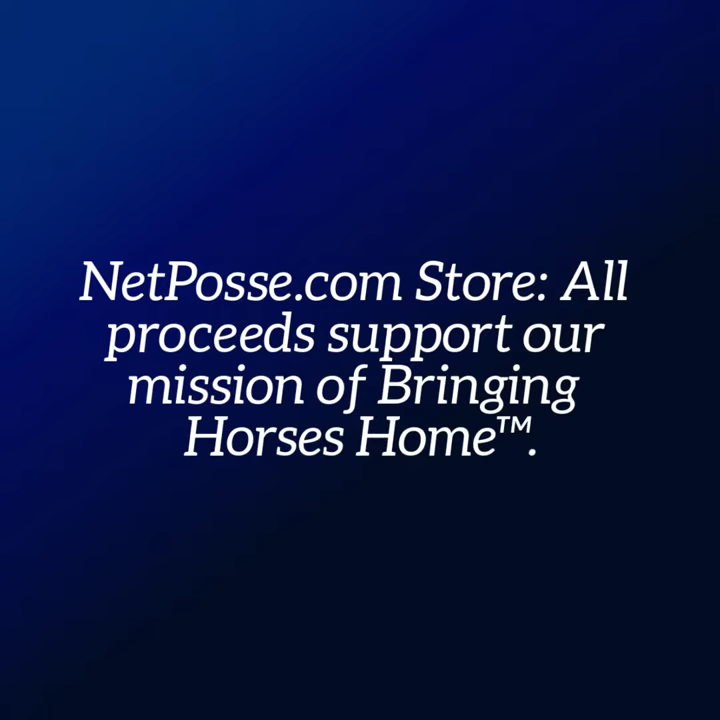 NetPosse.com Store: All
proceeds support our
mission of Bringing
Horses Home™.